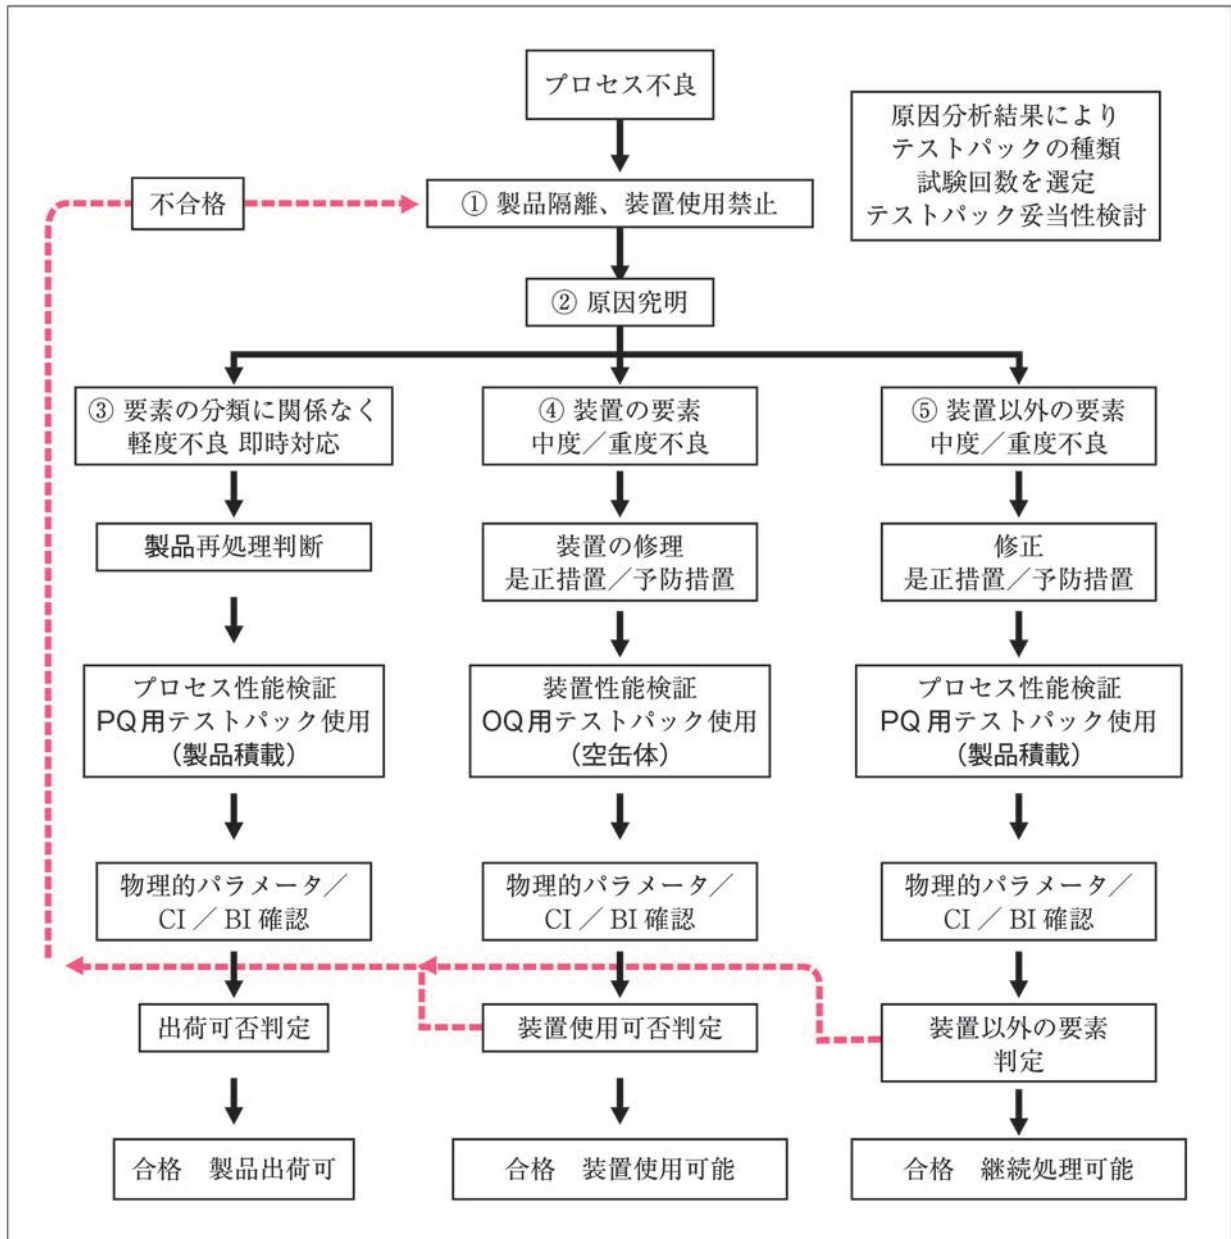 プロセス不良
原因分析結果により
テストパックの種類
試験回数を選定
テストパック妥当性検討
不合格
① 製品隔離、装置使用禁止
② 原因究明
③ 要素の分類に関係なく
軽度不良 即時対応
④ 装置の要素
中度／重度不良
⑤ 装置以外の要素
中度／重度不良
製品再処理判断
装置の修理
是正措置／予防措置
修正
是正措置／予防措置
プロセス性能検証
PQ用テストパック使用
（製品積載）
装置性能検証
OQ用テストパック使用
（空缶体）
プロセス性能検証
PQ用テストパック使用
（製品積載）
物理的パラメータ／
CI ／ BI 確認
物理的パラメータ／
CI ／ BI 確認
物理的パラメータ／
CI ／ BI 確認
出荷可否判定
装置使用可否判定
装置以外の要素
判定
合格　製品出荷可
合格　装置使用可能
合格　継続処理可能